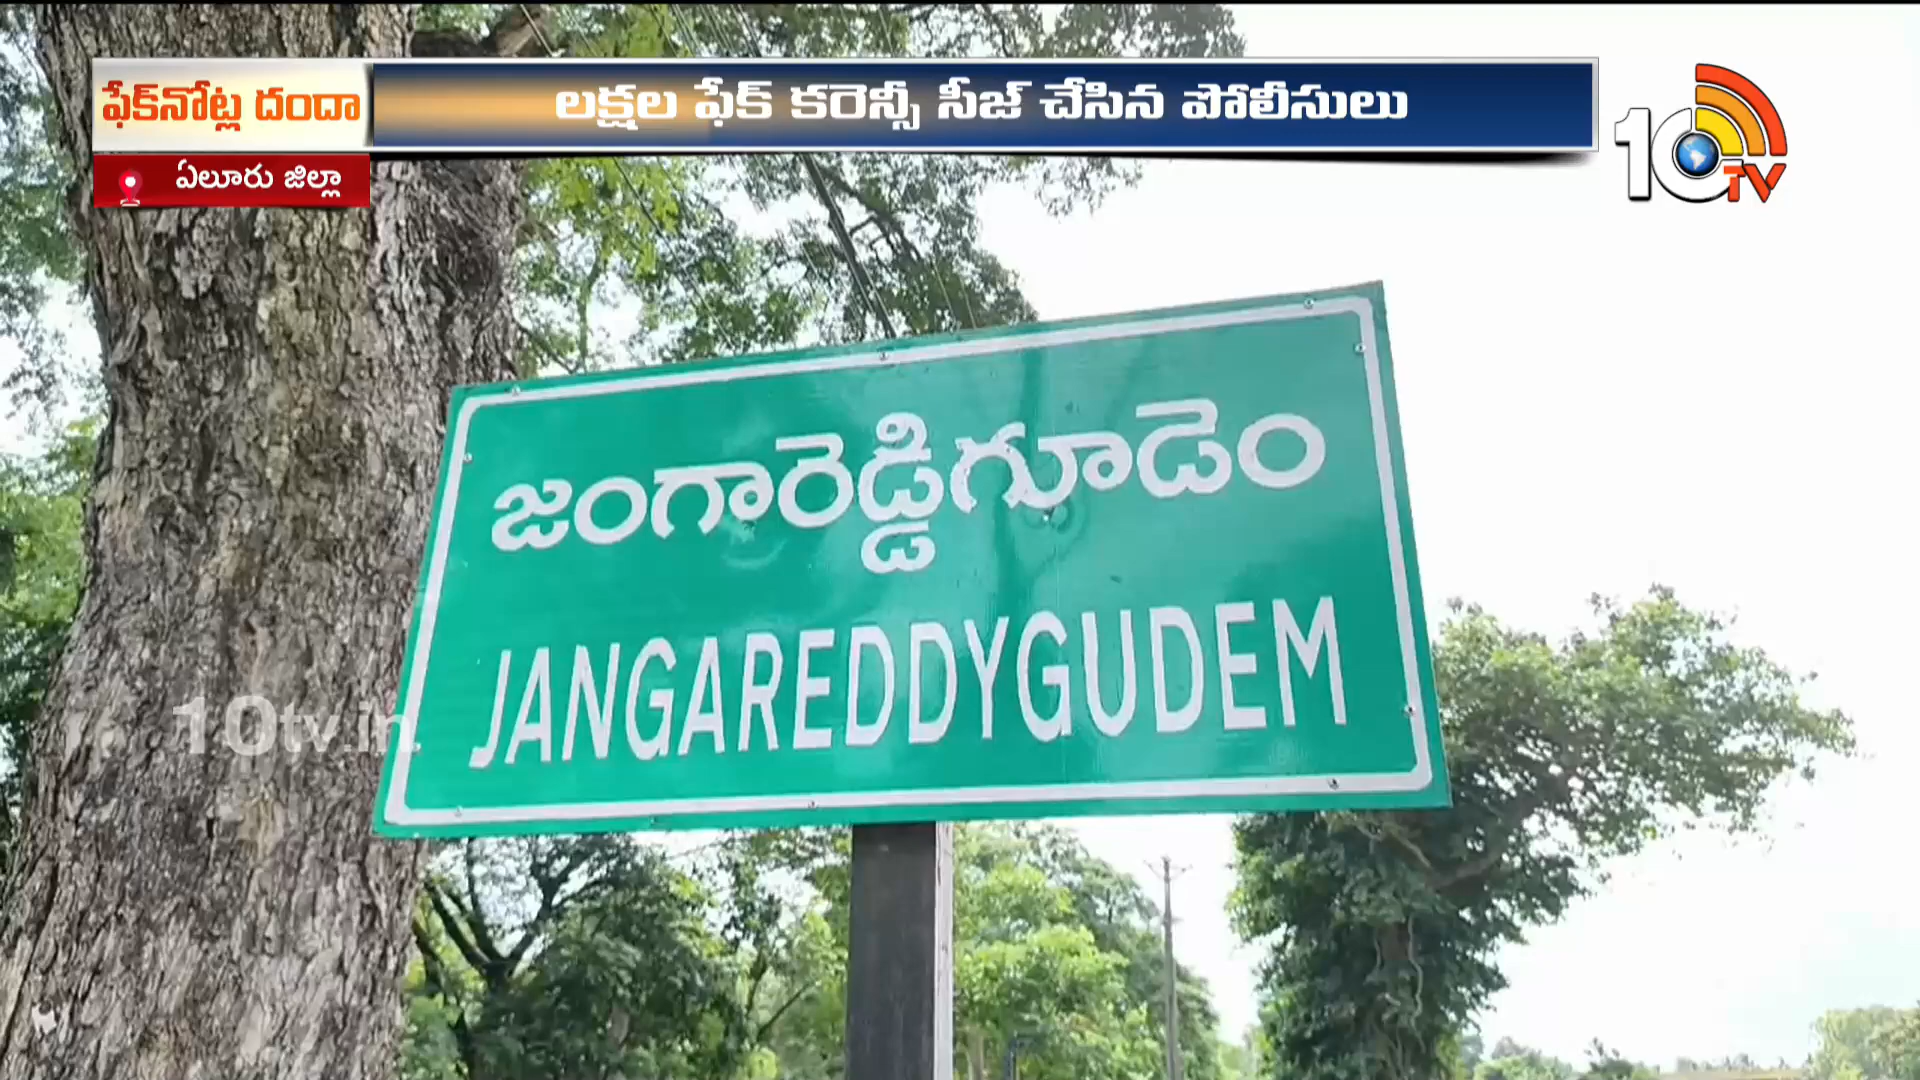 ఫేక్‌నోట్ల దందా
లక్షల ఫేక్ కరెన్సీ సీజ్ చేసిన పోలీసులు
ఏలూరు జిల్లా
10TV
జంగారెడ్డిగూడెం
JANGAREDDYGUDEM
10tv.in